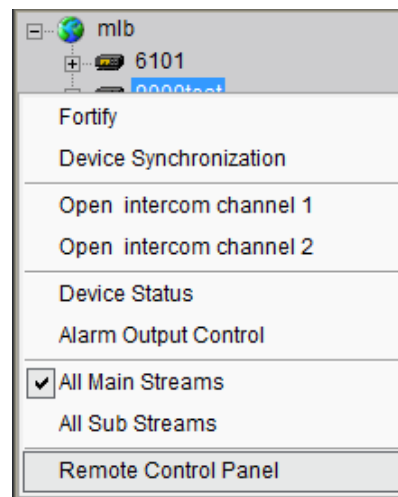 mlb
6101
Fortify
Device Synchronization
Open intercom channel 1
Open intercom channel 2
Device Status
Alarm Output Control
All Main Streams
All Sub Streams
Remote Control Panel